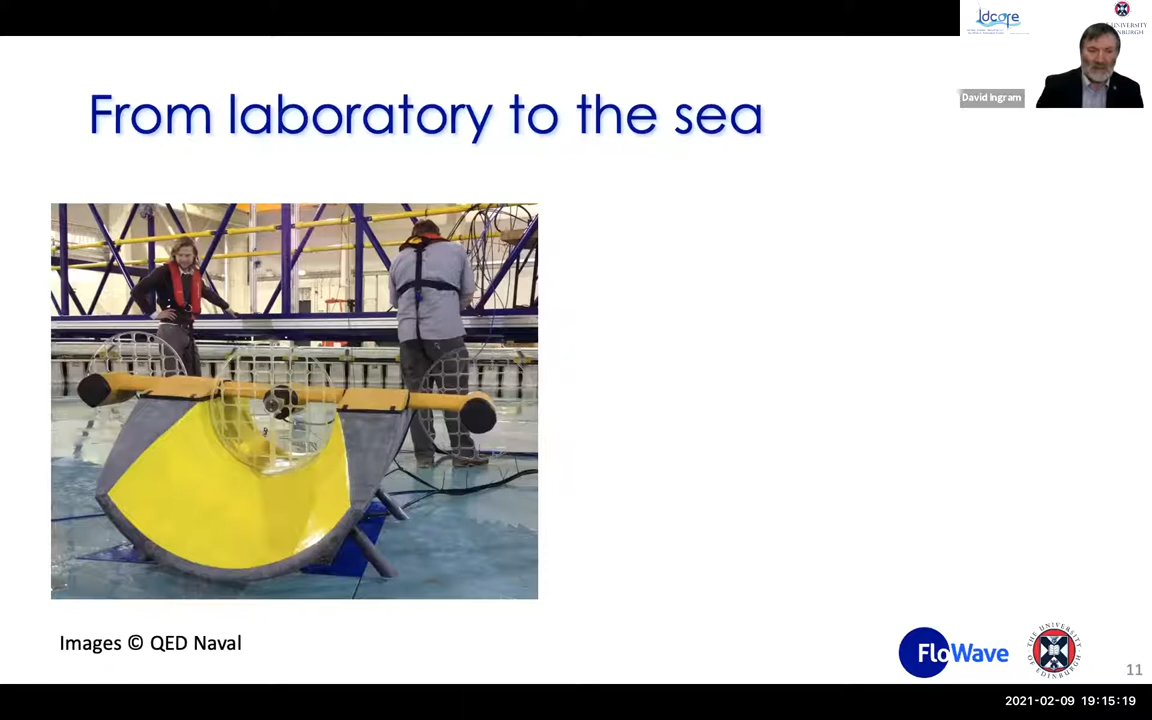 Idcore
David Ingram
From laboratory to the sea
Images © QED Naval
FloWave
THE UNIVERSITY OF EDINBURGH
11
2021-02-09 19:15:19